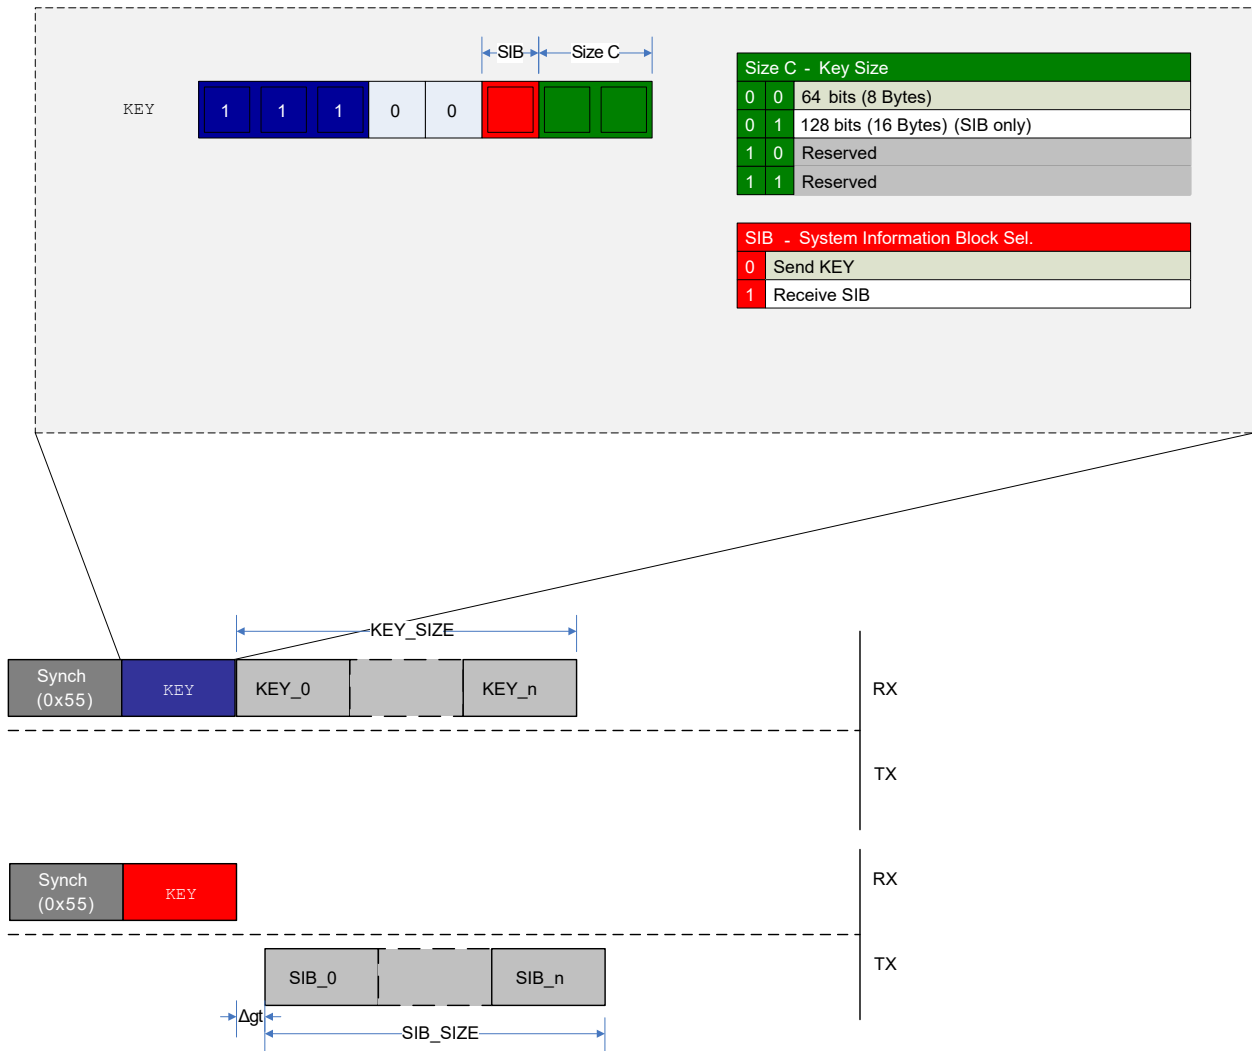 SIB
Size C
KEY
1 1 1 0 0
Size C - Key Size
0 0 64 bits (8 Bytes)
0 1 128 bits (16 Bytes) (SIB only)
1 0 Reserved
1 1 Reserved
SIB - System Information Block Sel.
0 Send KEY
1 Receive SIB
KEY_SIZE
Synch
(0x55)
KEY
KEY_0
KEY_n
RX
TX
Synch
(0x55)
KEY
RX
SIB_0
SIB_n
TX
Δgt
SIB_SIZE